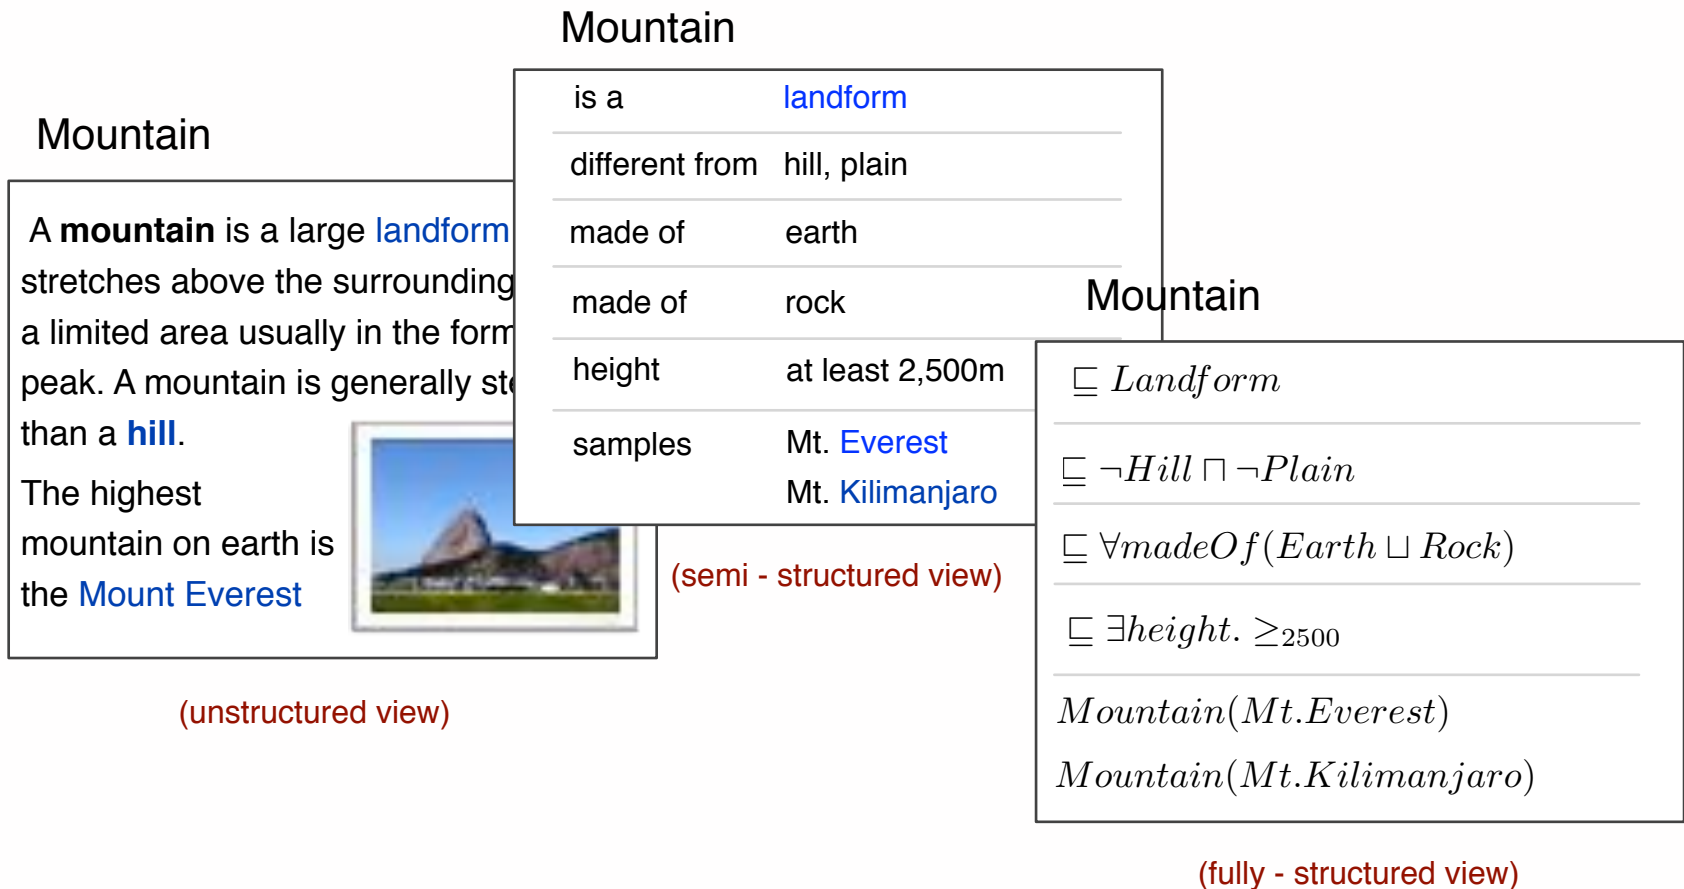 Mountain
A mountain is a large landform
stretches above the surrounding
a limited area usually in the form
peak. A mountain is generally
than a hill.
The highest
mountain on earth is
the Mount Everest
(unstructured view)
Mountain
is a landform
different from hill, plain
made of earth
made of rock
height at least 2,500m
samples Mt. Everest
Mt. Kilimanjaro
(semi - structured view)
Mountain
⊑ Landform
⊑ ¬Hill ⊓ ¬Plain
⊑ ∀madeOf(Earth ⊔ Rock)
⊑ ∃height. ≥₂₅₀₀
Mountain(Mt.Everest)
Mountain(Mt.Kilimanjaro)
(fully - structured view)